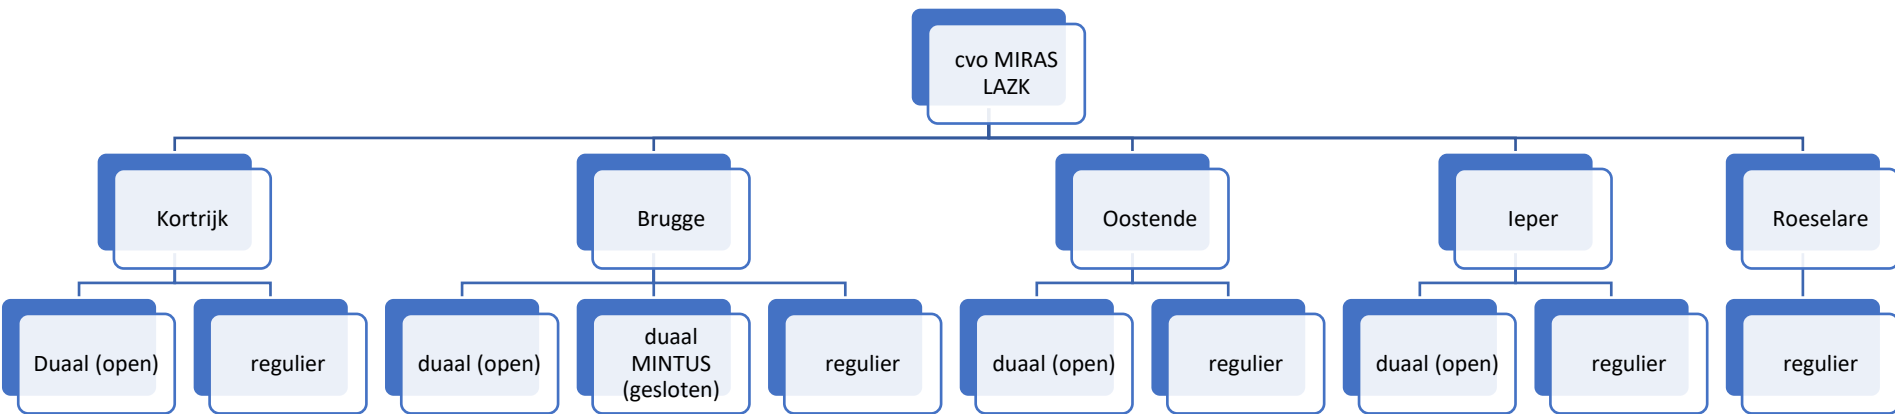 cvo MIRAS
LAZK
Kortrijk
Brugge
Oostende
Ieper
Roeselare
Duaal (open)
regulier
duaal (open)
duaal
MINTUS
(gesloten)
regulier
duaal (open)
regulier
duaal (open)
regulier
regulier